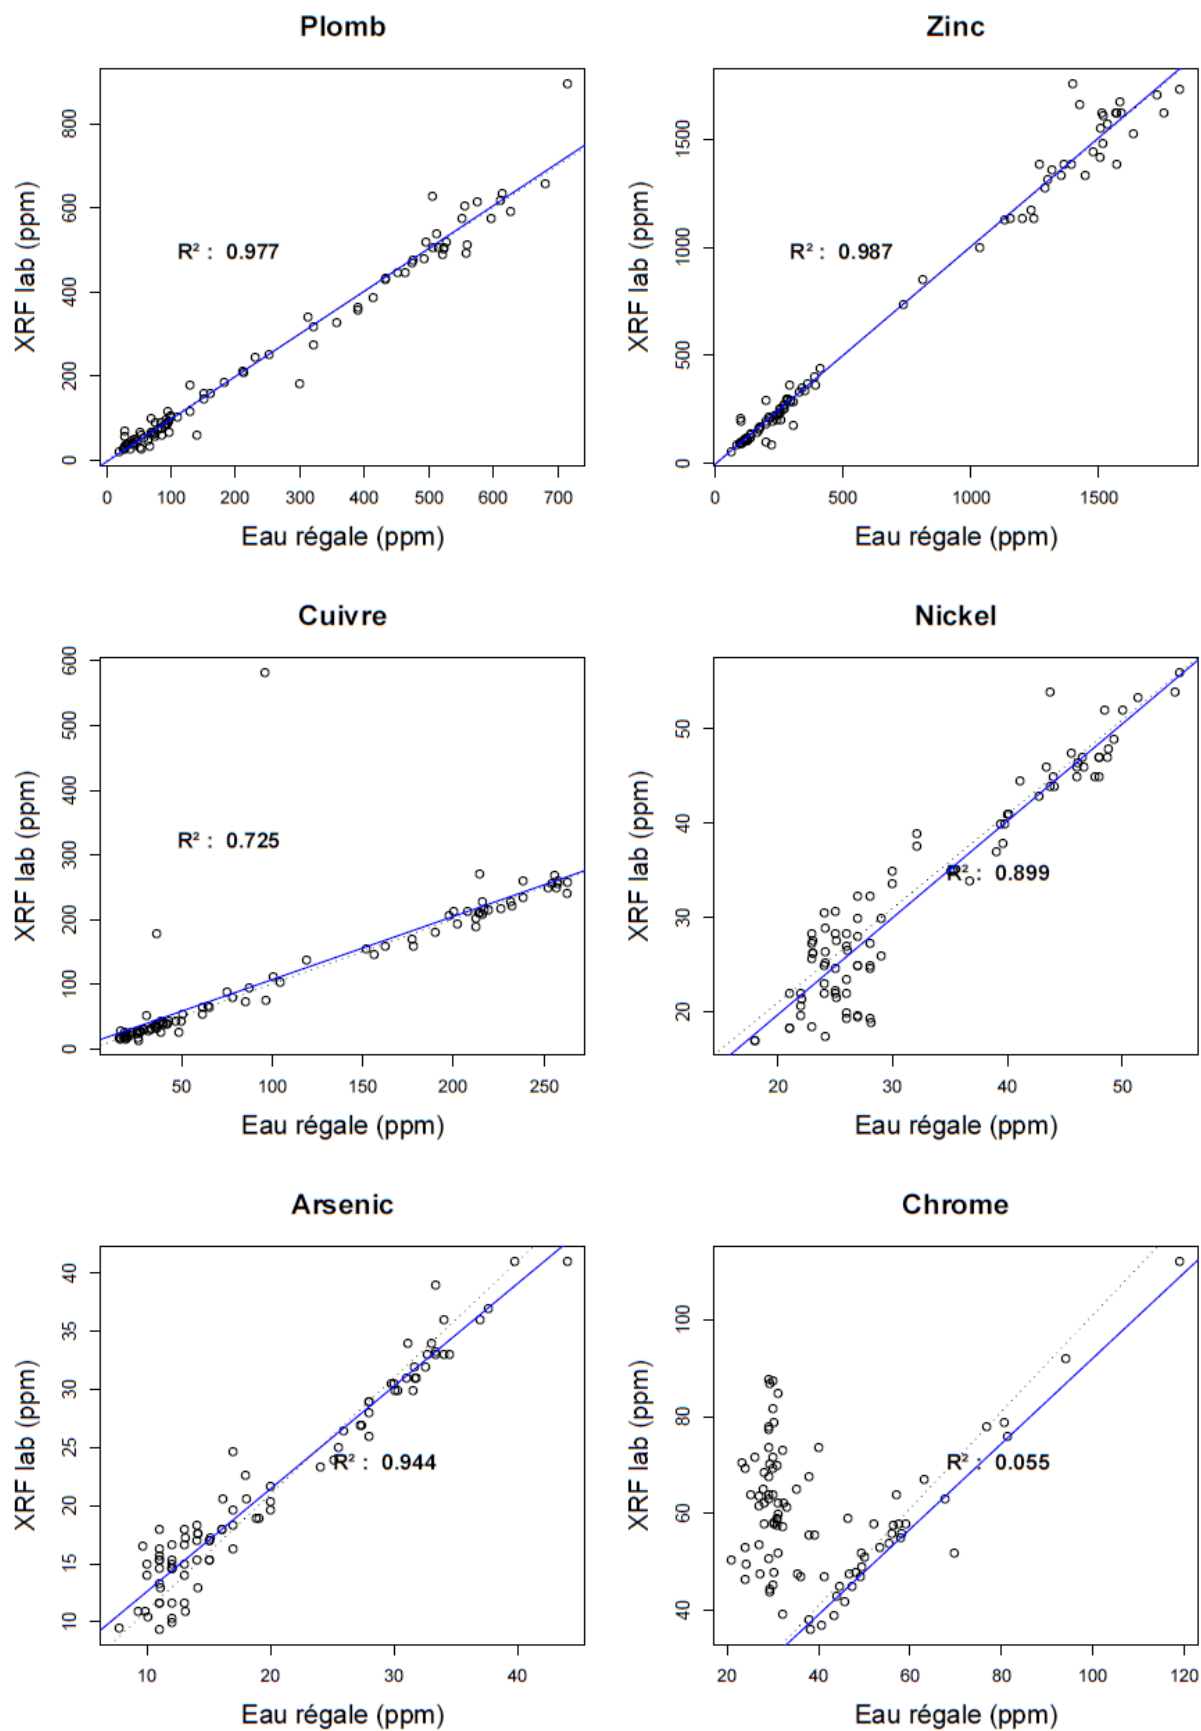 Plomb
800
600
400
200
0
XRF lab (ppm)
R² : 0.977
0 100 200 300 400 500 600 700
Eau régale (ppm)
Zinc
1500
1000
500
0
XRF lab (ppm)
R² : 0.987
0 500 1000 1500
Eau régale (ppm)
Cuivre
600
500
400
300
200
100
0
XRF lab (ppm)
R² : 0.725
50 100 150 200 250
Eau régale (ppm)
Nickel
50
40
30
20
XRF lab (ppm)
R² : 0.899
20 30 40 50
Eau régale (ppm)
Arsenic
40
35
30
25
20
15
10
XRF lab (ppm)
R² : 0.944
10 20 30 40
Eau régale (ppm)
Chrome
100
80
60
40
XRF lab (ppm)
R² : 0.055
20 40 60 80 100 120
Eau régale (ppm)